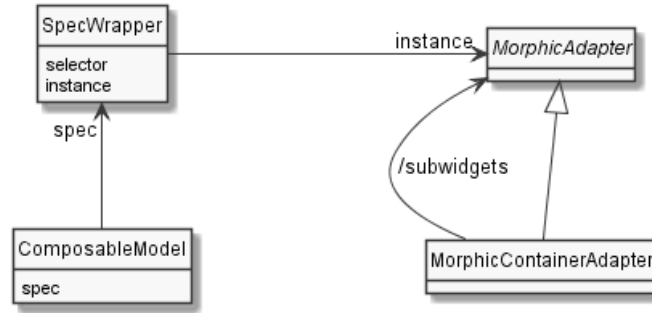 SpecWrapper
selector
instance
instance
MorphicAdapter
spec
/subwidgets
ComposableModel
spec
MorphicContainerAdapter